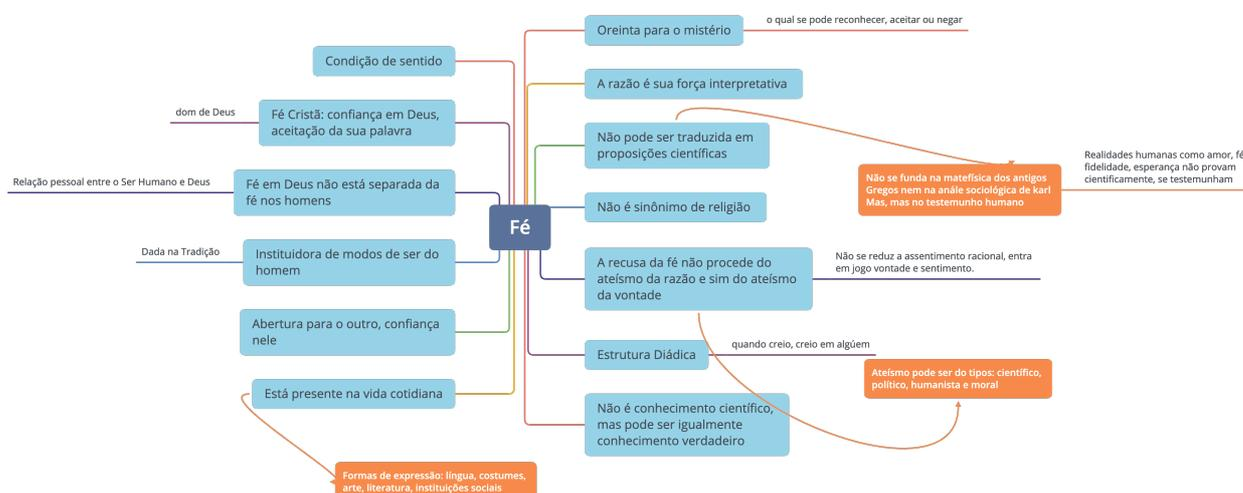 Oreinta para o mistério
o qual se pode reconhecer, aceitar ou negar
Condição de sentido
A razão é sua força interpretativa
dom de Deus
Fé Cristã: confiança em Deus,
aceitação da sua palavra
Não pode ser traduzida em
proposições científicas
Não se funda na matefísica dos antigos
Gregos nem na anále sociológica de karl
Mas, mas no testemunho humano
Realidades humanas como amor, fé
fidelidade, esperança não provam
cientificamente, se testemunham
Relação pessoal entre o Ser Humano e Deus
Fé em Deus não está separada da
fé nos homens
Não é sinônimo de religião
Fé
Dada na Tradição
Instituidora de modos de ser do
homem
A recusa da fé não procede do
ateísmo da razão e sim do ateísmo
da vontade
Não se reduz a assentimento racional, entra
em jogo vontade e sentimento.
Abertura para o outro, confiança
nele
Estrutura Diádica
quando creio, creio em algúem
Ateísmo pode ser do tipos: científico,
político, humanista e moral
Está presente na vida cotidiana
Não é conhecimento científico,
mas pode ser igualmente
conhecimento verdadeiro
Formas de expressão: língua, costumes,
arte, literatura, instituições sociais